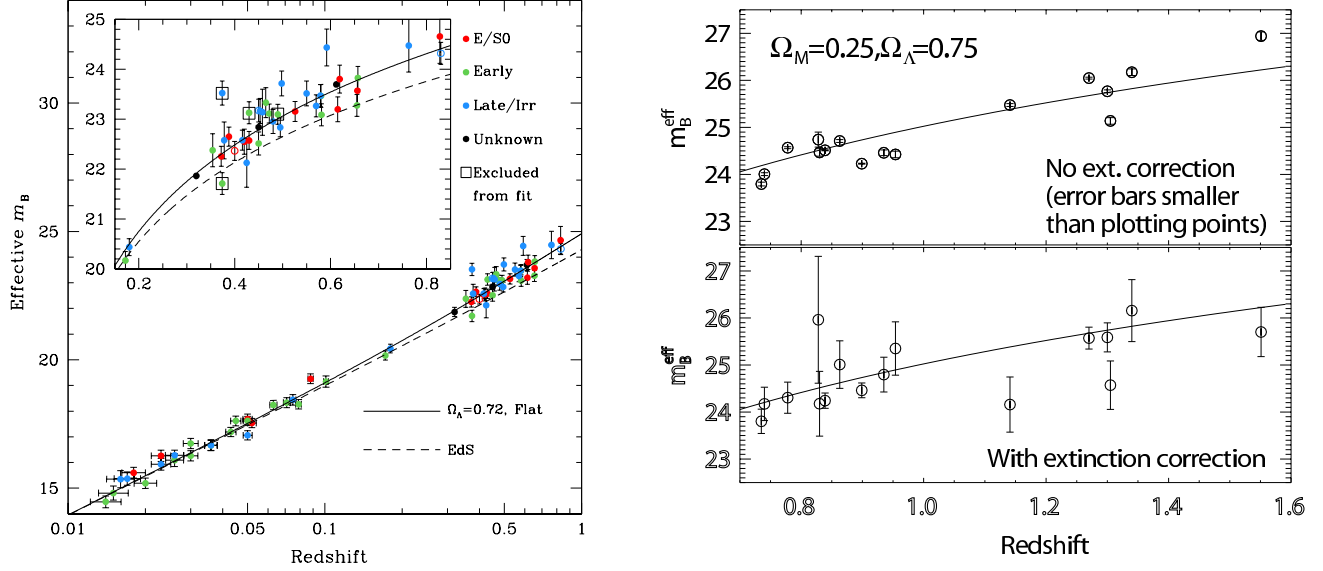 Effective m_B
30
25
20
15
0.01
0.05
0.1
0.5
1
Redshift
25
24
23
22
21
20
0.2
0.4
0.6
0.8
E/S0
Early
Late/Irr
Unknown
Excluded
from fit
Ω_Λ=0.72, Flat
EdS
m_B^eff
27
26
25
24
23
Ω_M=0.25,Ω_Λ=0.75
No ext. correction
(error bars smaller
than plotting points)
m_B^eff
27
26
25
24
23
With extinction correction
0.8
1.0
1.2
1.4
1.6
Redshift